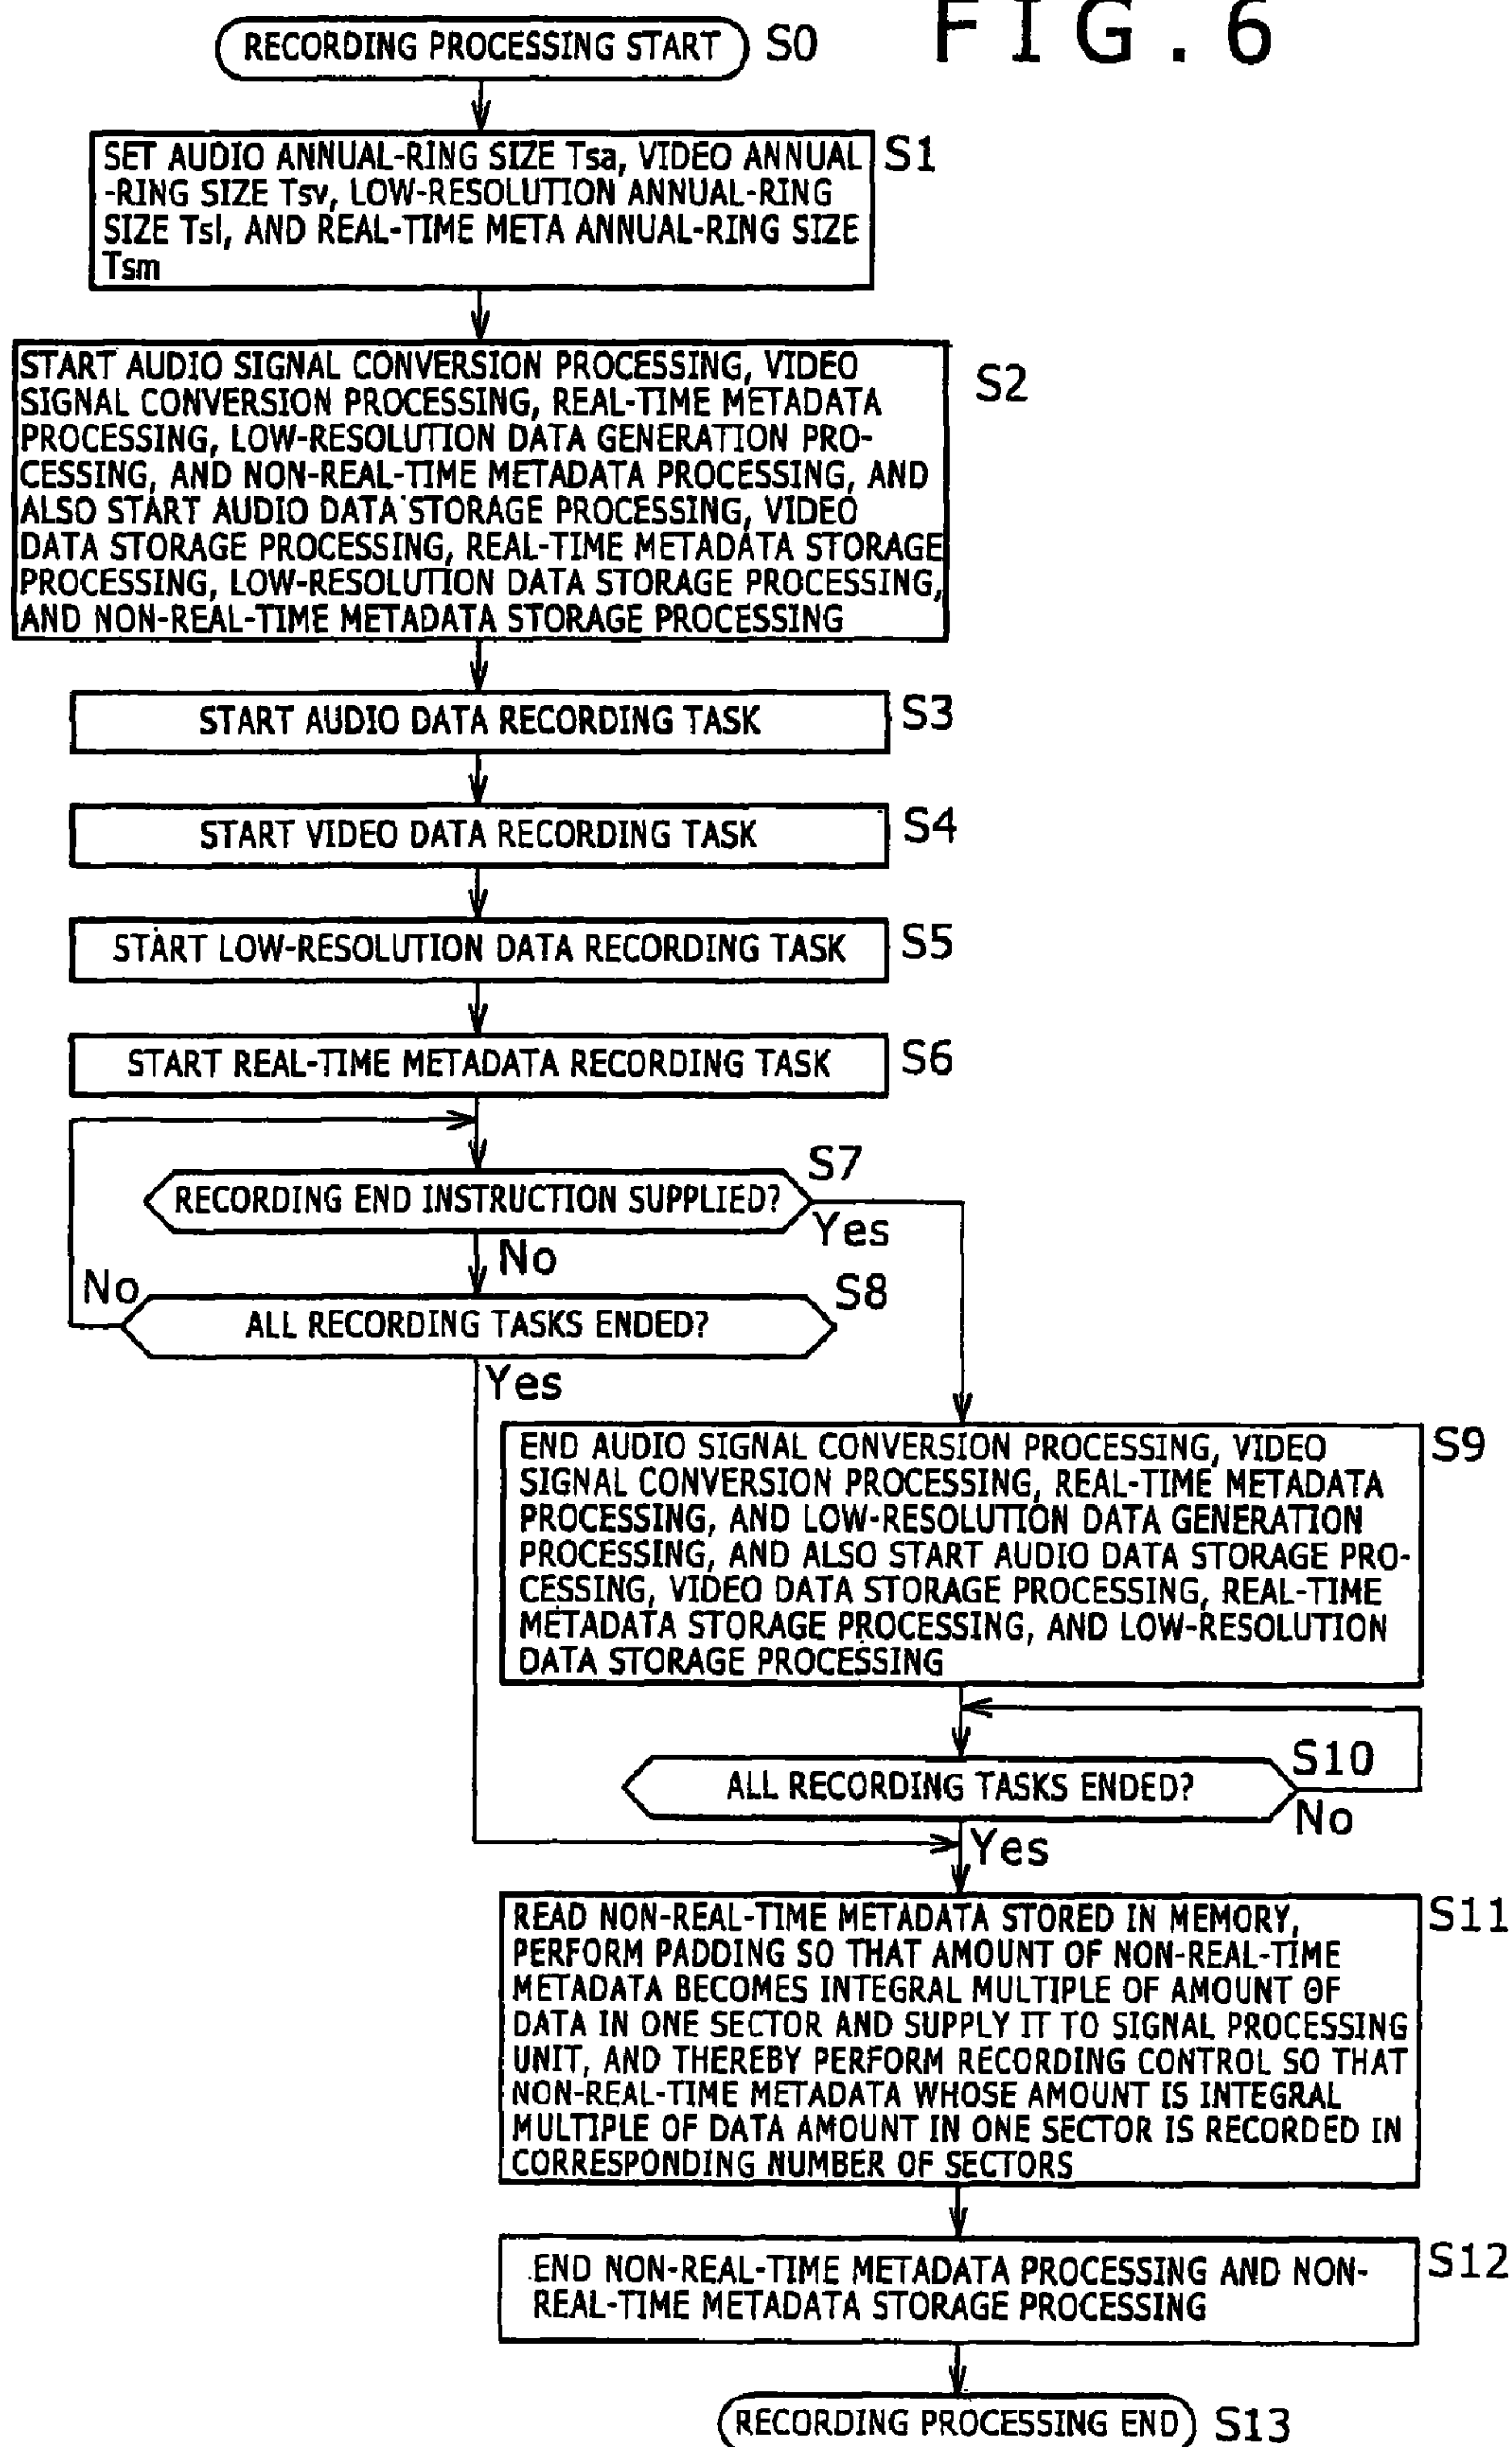 FIG. 6
RECORDING PROCESSING START
S0
SET AUDIO ANNUAL-RING SIZE Tsa, VIDEO ANNUAL
-RING SIZE Tsv, LOW-RESOLUTION ANNUAL-RING
SIZE Tsl, AND REAL-TIME META ANNUAL-RING SIZE
Tsm
S1
START AUDIO SIGNAL CONVERSION PROCESSING, VIDEO
SIGNAL CONVERSION PROCESSING, REAL-TIME METADATA
PROCESSING, LOW-RESOLUTION DATA GENERATION PRO-
CESSING, AND NON-REAL-TIME METADATA PROCESSING, AND
ALSO START AUDIO DATA STORAGE PROCESSING, VIDEO
DATA STORAGE PROCESSING, REAL-TIME METADATA STORAGE
PROCESSING, LOW-RESOLUTION DATA STORAGE PROCESSING,
AND NON-REAL-TIME METADATA STORAGE PROCESSING
S2
START AUDIO DATA RECORDING TASK
S3
START VIDEO DATA RECORDING TASK
S4
START LOW-RESOLUTION DATA RECORDING TASK
S5
START REAL-TIME METADATA RECORDING TASK
S6
RECORDING END INSTRUCTION SUPPLIED?
S7
Yes
No
ALL RECORDING TASKS ENDED?
S8
No
Yes
END AUDIO SIGNAL CONVERSION PROCESSING, VIDEO
SIGNAL CONVERSION PROCESSING, REAL-TIME METADATA
PROCESSING, AND LOW-RESOLUTION DATA GENERATION
PROCESSING, AND ALSO START AUDIO DATA STORAGE PRO-
CESSING, VIDEO DATA STORAGE PROCESSING, REAL-TIME
METADATA STORAGE PROCESSING, AND LOW-RESOLUTION
DATA STORAGE PROCESSING
S9
ALL RECORDING TASKS ENDED?
S10
No
Yes
READ NON-REAL-TIME METADATA STORED IN MEMORY,
PERFORM PADDING SO THAT AMOUNT OF NON-REAL-TIME
METADATA BECOMES INTEGRAL MULTIPLE OF AMOUNT OF
DATA IN ONE SECTOR AND SUPPLY IT TO SIGNAL PROCESSING
UNIT, AND THEREBY PERFORM RECORDING CONTROL SO THAT
NON-REAL-TIME METADATA WHOSE AMOUNT IS INTEGRAL
MULTIPLE OF DATA AMOUNT IN ONE SECTOR IS RECORDED IN
CORRESPONDING NUMBER OF SECTORS
S11
END NON-REAL-TIME METADATA PROCESSING AND NON-
REAL-TIME METADATA STORAGE PROCESSING
S12
RECORDING PROCESSING END
S13